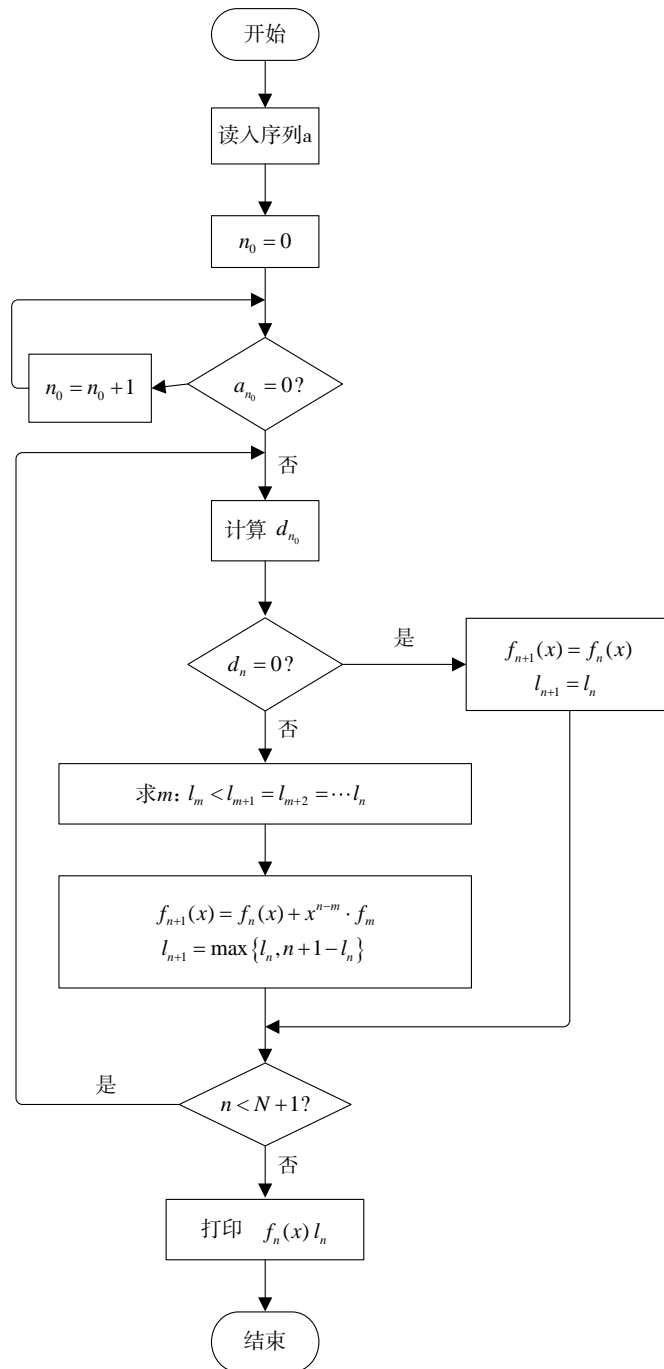 开始
读入序列a
n₀ = 0
n₀ = n₀ + 1
a_{n₀} = 0?
否
计算 d_{n₀}
d_n = 0?
是
f_{n+1}(x) = f_n(x)
l_{n+1} = l_n
否
求m: l_m < l_{m+1} = l_{m+2} = ⋯ l_n
f_{n+1}(x) = f_n(x) + x^{n-m} · f_m
l_{n+1} = max{l_n, n+1-l_n}
是
n < N + 1?
否
打印 f_n(x) l_n
结束